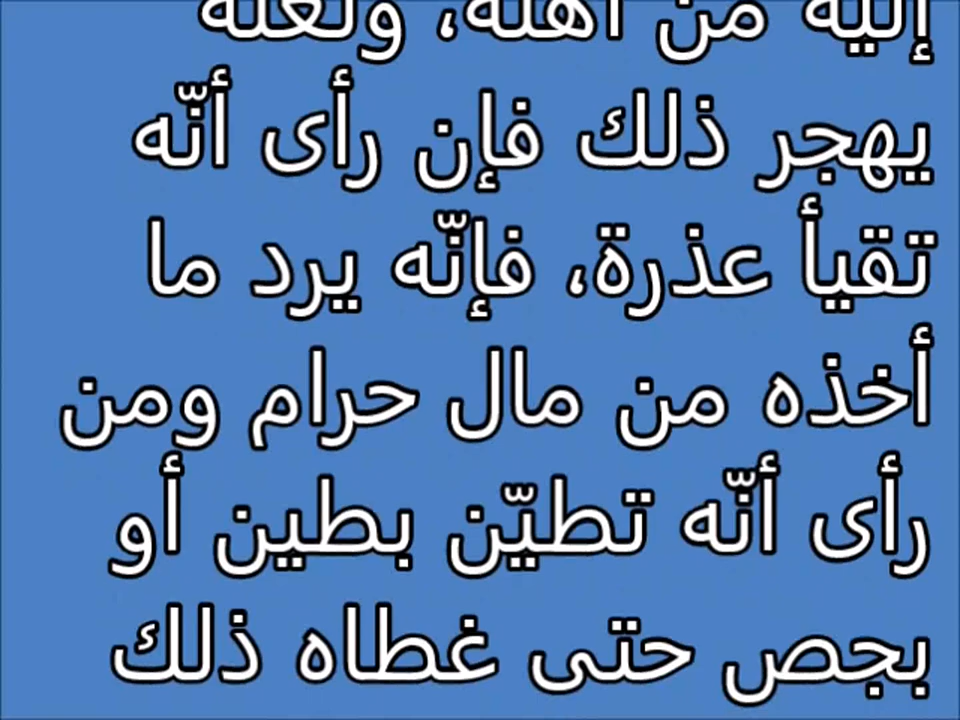 إليه من أهله، ولعله
يهجر ذلك فإن رأى أنّه
تقيأ عذرة، فإنّه يرد ما
أخذه من مال حرام ومن
رأى أنّه تطيّن بطين أو
بجص حتى غطاه ذلك